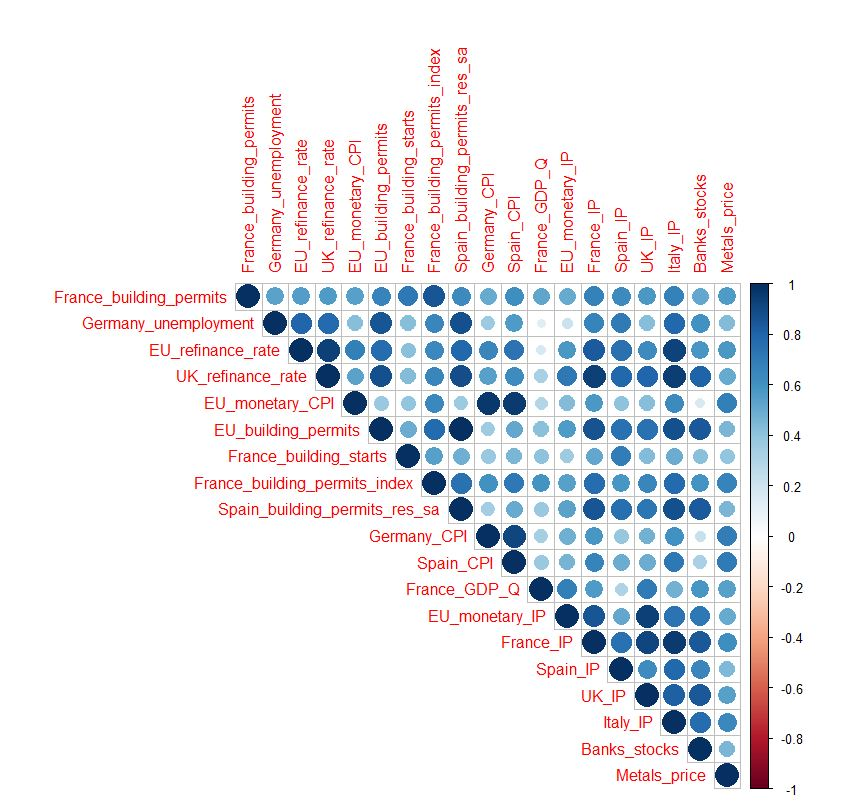 France_building_permits
Germany_unemployment
EU_refinance_rate
UK_refinance_rate
EU_monetary_CPI
EU_building_permits
France_building_starts
France_building_permits_index
Spain_building_permits_res_sa
Germany_CPI
Spain_CPI
France_GDP_Q
EU_monetary_IP
France_IP
Spain_IP
UK_IP
Italy_IP
Banks_stocks
Metals_price
France_building_permits
Germany_unemployment
EU_refinance_rate
UK_refinance_rate
EU_monetary_CPI
EU_building_permits
France_building_starts
France_building_permits_index
Spain_building_permits_res_sa
Germany_CPI
Spain_CPI
France_GDP_Q
EU_monetary_IP
France_IP
Spain_IP
UK_IP
Italy_IP
Banks_stocks
Metals_price
1
0.8
0.6
0.4
0.2
0
-0.2
-0.4
-0.6
-0.8
-1